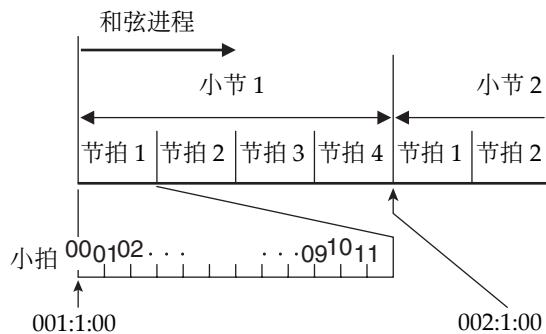 和弦进程
小节 1 小节 2
节拍 1 节拍 2 节拍 3 节拍 4 节拍 1 节拍 2
小拍 00 01 02 · · · · · · 09 10 11
001:1:00 002:1:00